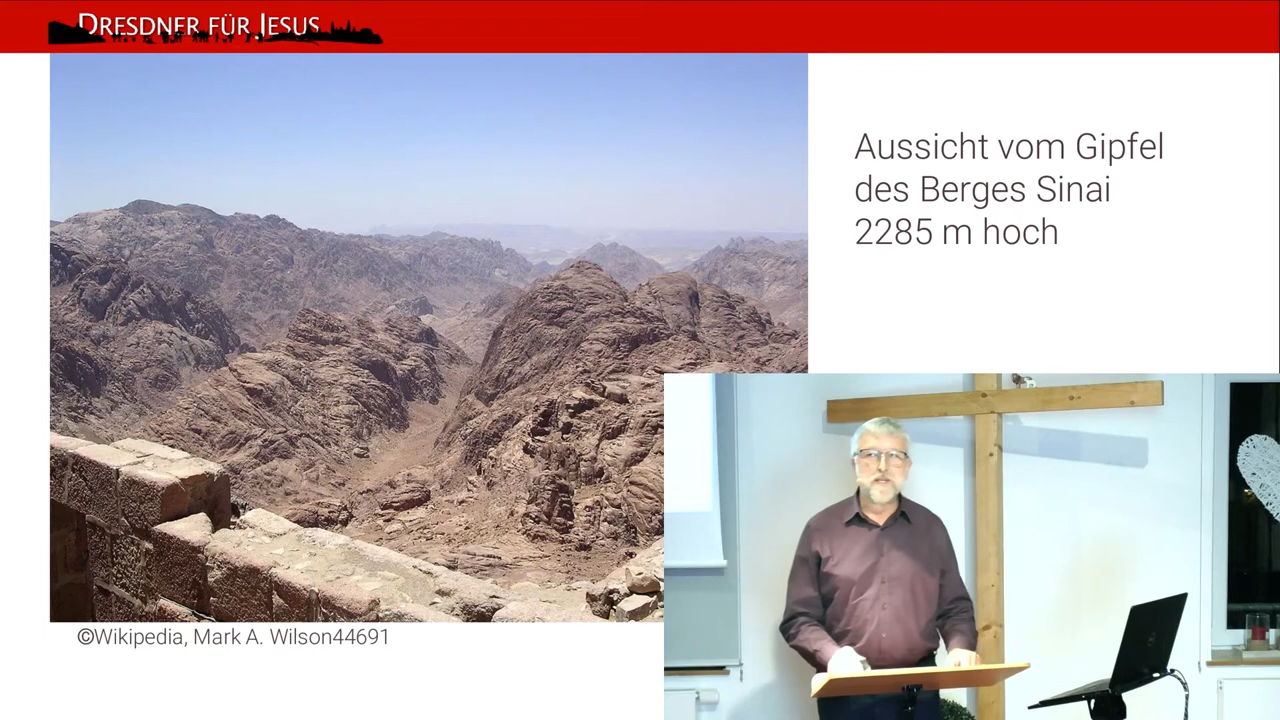 DRESDNER FÜR JESUS
Aussicht vom Gipfel
des Berges Sinai
2285 m hoch
©Wikipedia, Mark A. Wilson44691